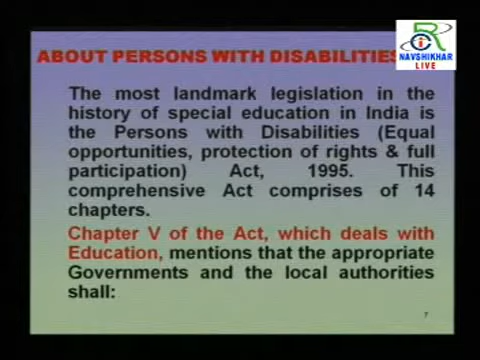 ABOUT PERSONS WITH DISABILITIES
NAVSHIKHAR
LIVE
The most landmark legislation in the
history of special education in India is
the Persons with Disabilities (Equal
opportunities, protection of rights & full
participation) Act, 1995. This
comprehensive Act comprises of 14
chapters.
Chapter V of the Act, which deals with
Education, mentions that the appropriate
Governments and the local authorities
shall:
7